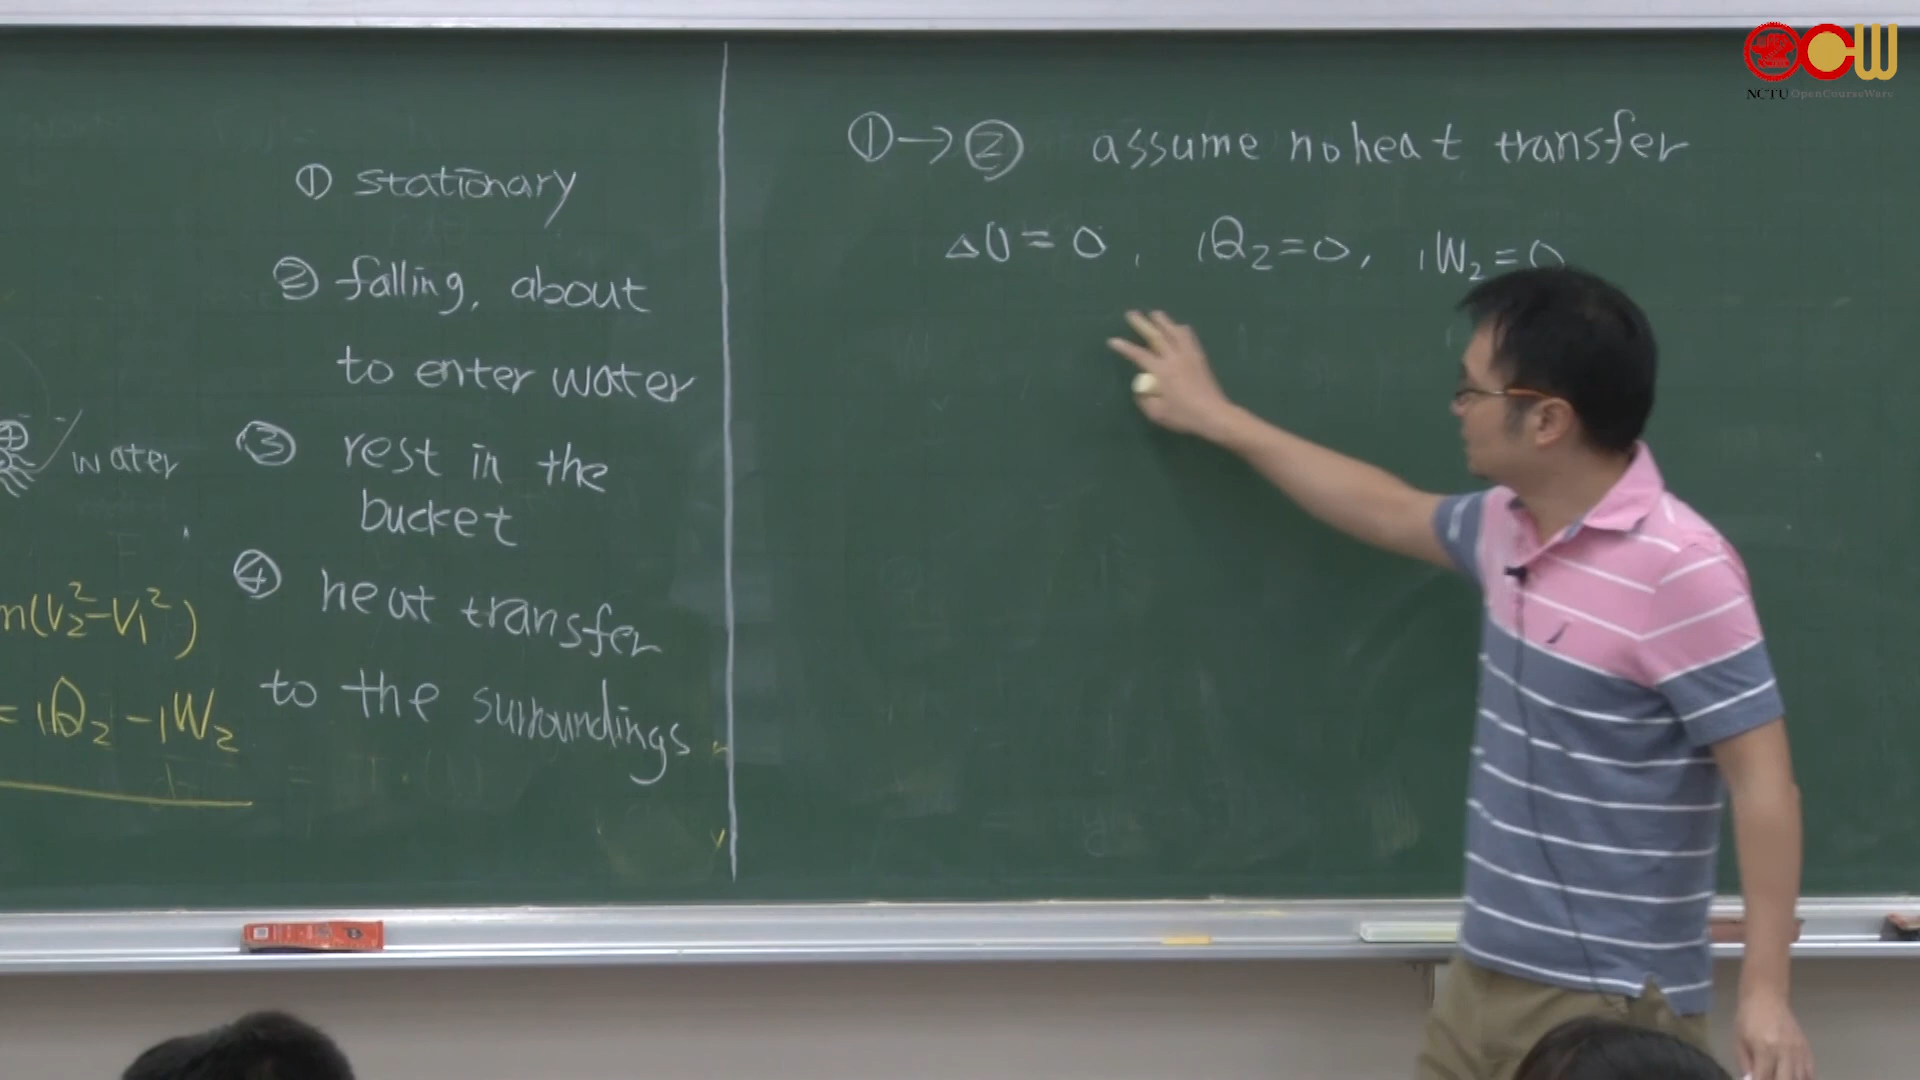 ① stationary
② falling, about
to enter water
③ rest in the
bucket
④ heat transfer
to the surroundings
water
m(V₂²-V₁²)
= ₁Q₂ - ₁W₂
①→② assume no heat transfer
ΔU = 0, ₁Q₂ = 0, ₁W₂ = 0
NCTU OpenCourseWare